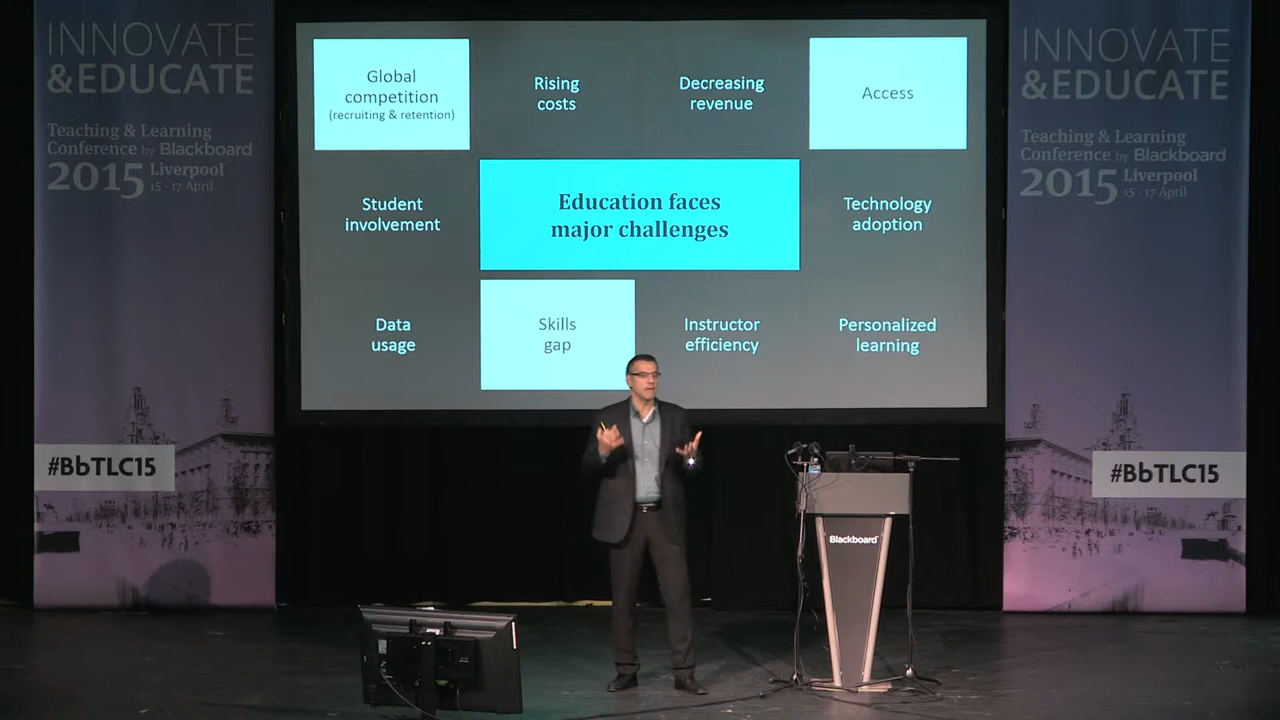 INNOVATE
&EDUCATE
Teaching & Learning
Conference by Blackboard
2015 Liverpool
15 - 17 April
#BbTLC15
Global
competition
(recruiting & retention)
Rising
costs
Decreasing
revenue
Access
Student
involvement
Education faces
major challenges
Technology
adoption
Data
usage
Skills
gap
Instructor
efficiency
Personalized
learning
Blackboard
INNOVATE
&EDUCATE
Teaching & Learning
Conference by Blackboard
2015 Liverpool
15 - 17 April
#BbTLC15